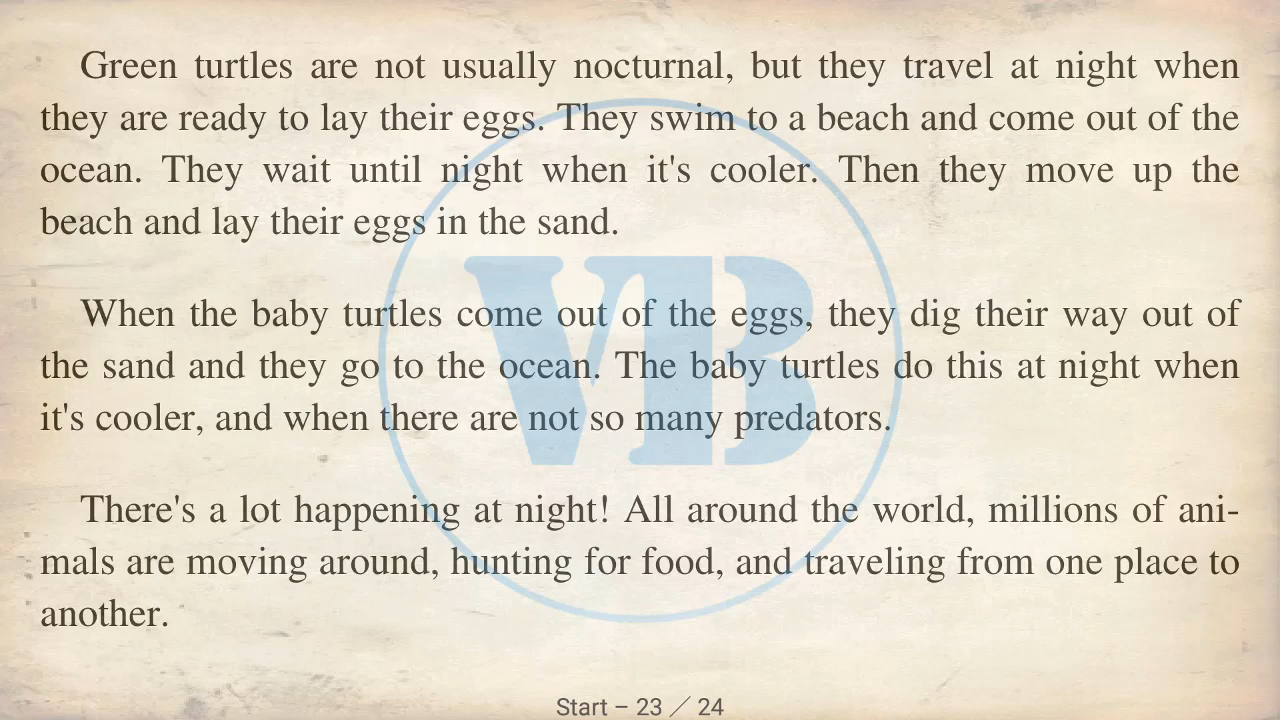 Green turtles are not usually nocturnal, but they travel at night when
they are ready to lay their eggs. They swim to a beach and come out of the
ocean. They wait until night when it's cooler. Then they move up the
beach and lay their eggs in the sand.
When the baby turtles come out of the eggs, they dig their way out of
the sand and they go to the ocean. The baby turtles do this at night when
it's cooler, and when there are not so many predators.
There's a lot happening at night! All around the world, millions of ani-
mals are moving around, hunting for food, and traveling from one place to
another.
VB
Start – 23 ∕ 24